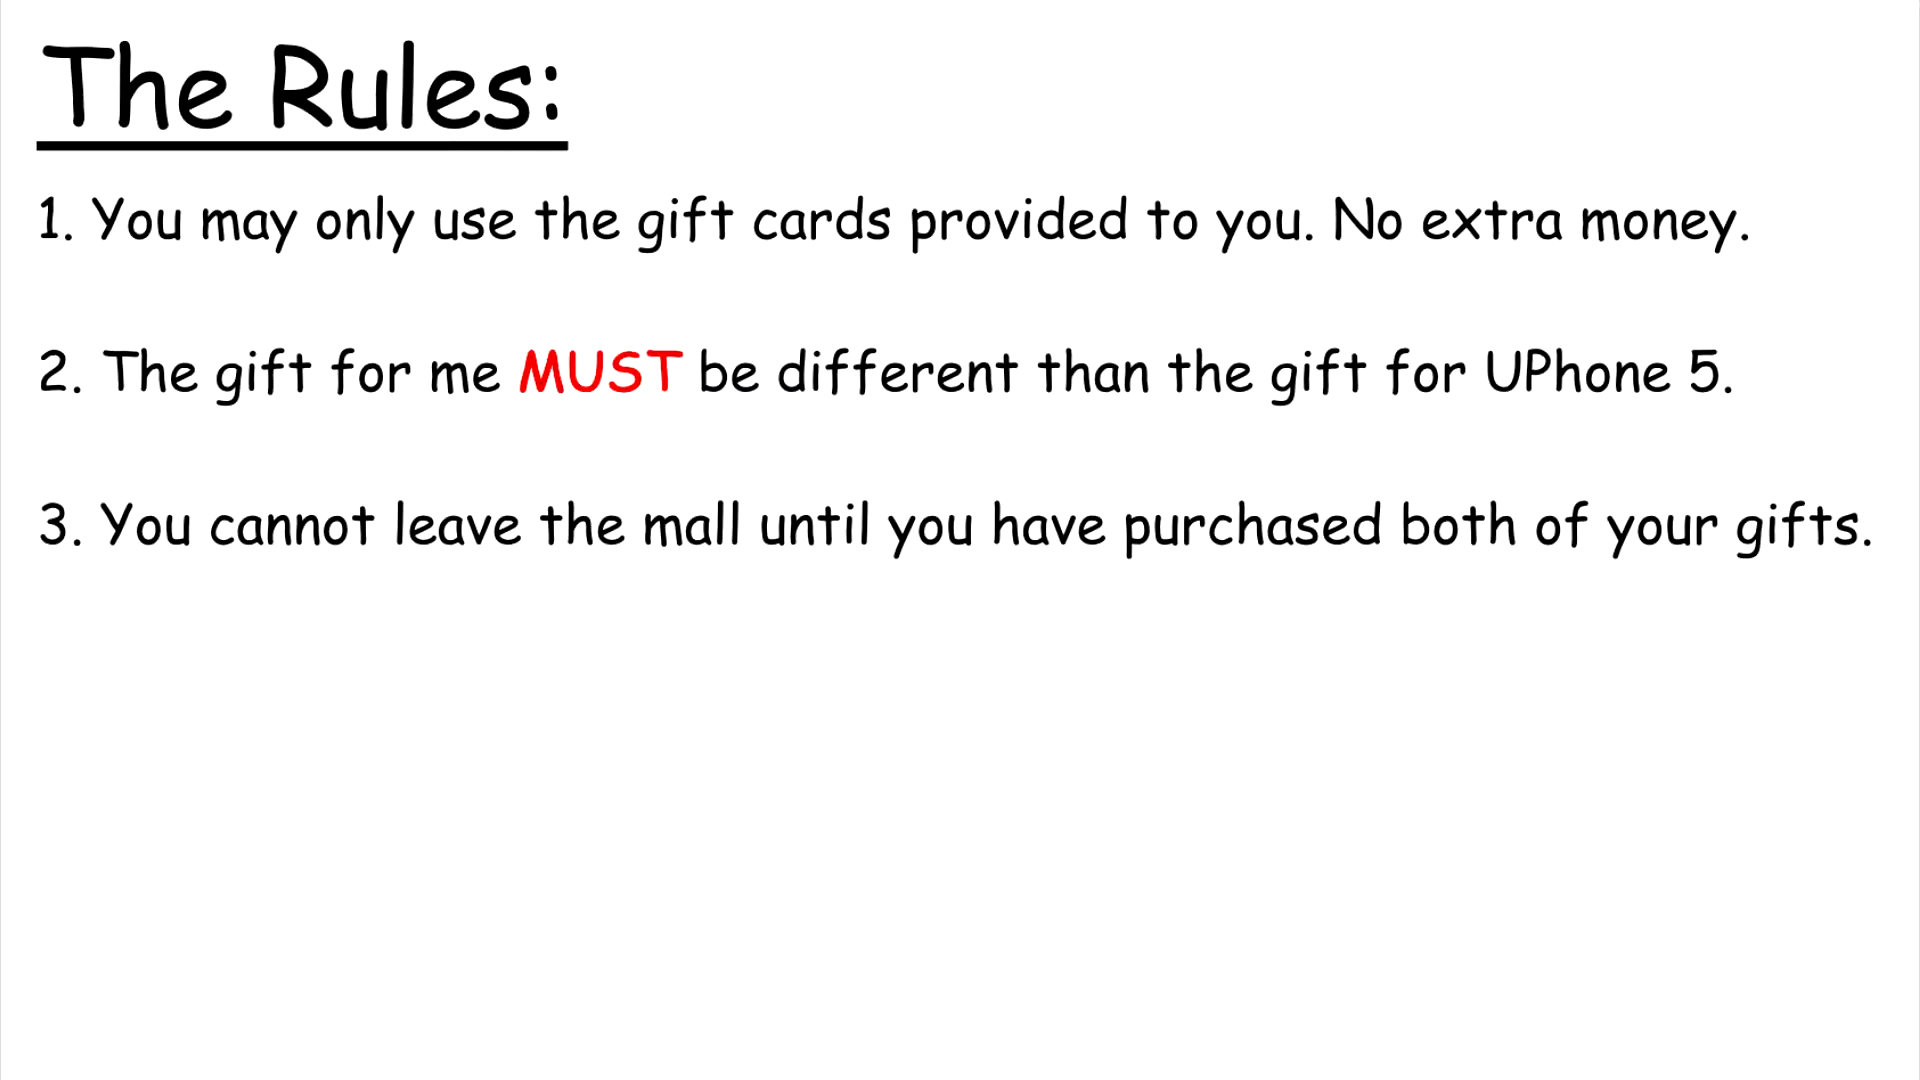 The Rules:
1. You may only use the gift cards provided to you. No extra money.
2. The gift for me MUST be different than the gift for UPhone 5.
3. You cannot leave the mall until you have purchased both of your gifts.